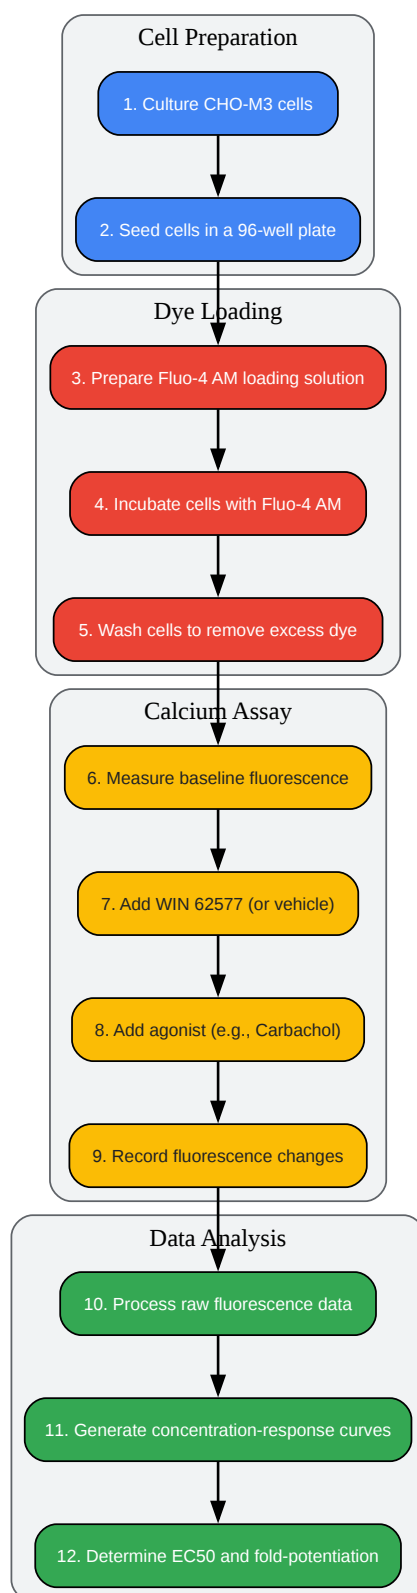 Cell Preparation
1. Culture CHO-M3 cells
2. Seed cells in a 96-well plate
Dye Loading
3. Prepare Fluo-4 AM loading solution
4. Incubate cells with Fluo-4 AM
5. Wash cells to remove excess dye
Calcium Assay
6. Measure baseline fluorescence
7. Add WIN 62577 (or vehicle)
8. Add agonist (e.g., Carbachol)
9. Record fluorescence changes
Data Analysis
10. Process raw fluorescence data
11. Generate concentration-response curves
12. Determine EC50 and fold-potentiation